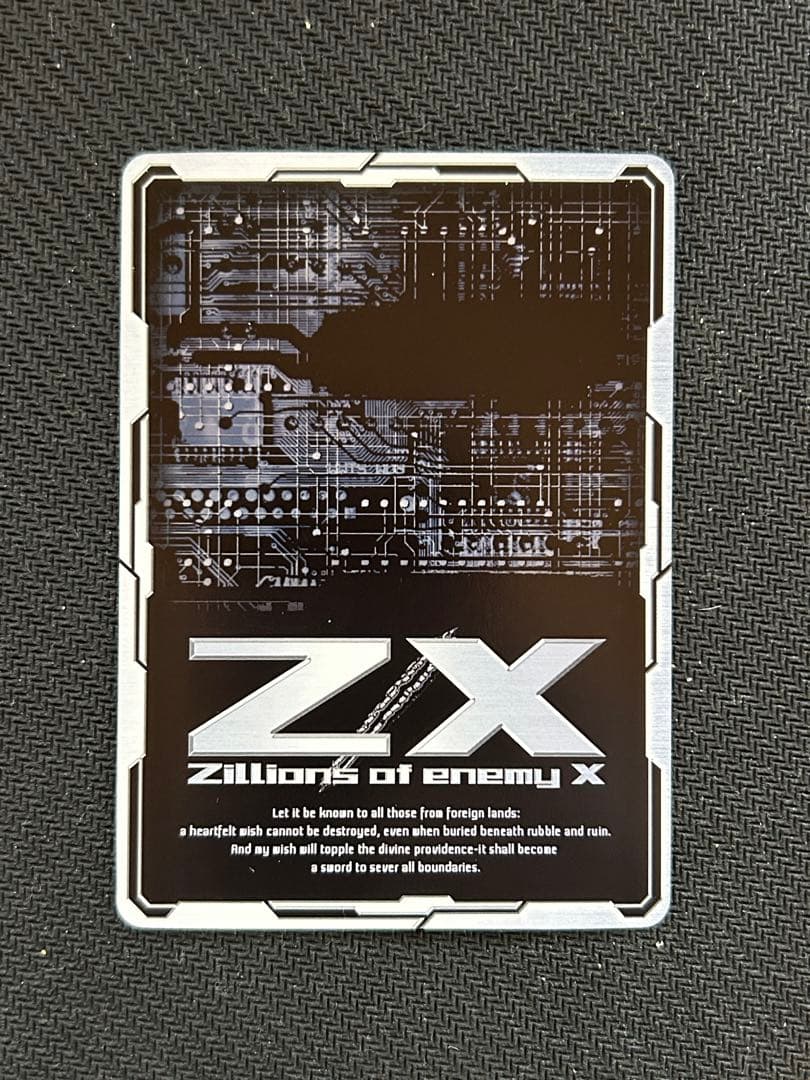 Z/X
Zillions of enemy X
Let it be known to all those from foreign lands:
a heartfelt wish cannot be destroyed, even when buried beneath rubble and ruin.
And my wish will topple the divine providence-it shall become
a sword to sever all boundaries.